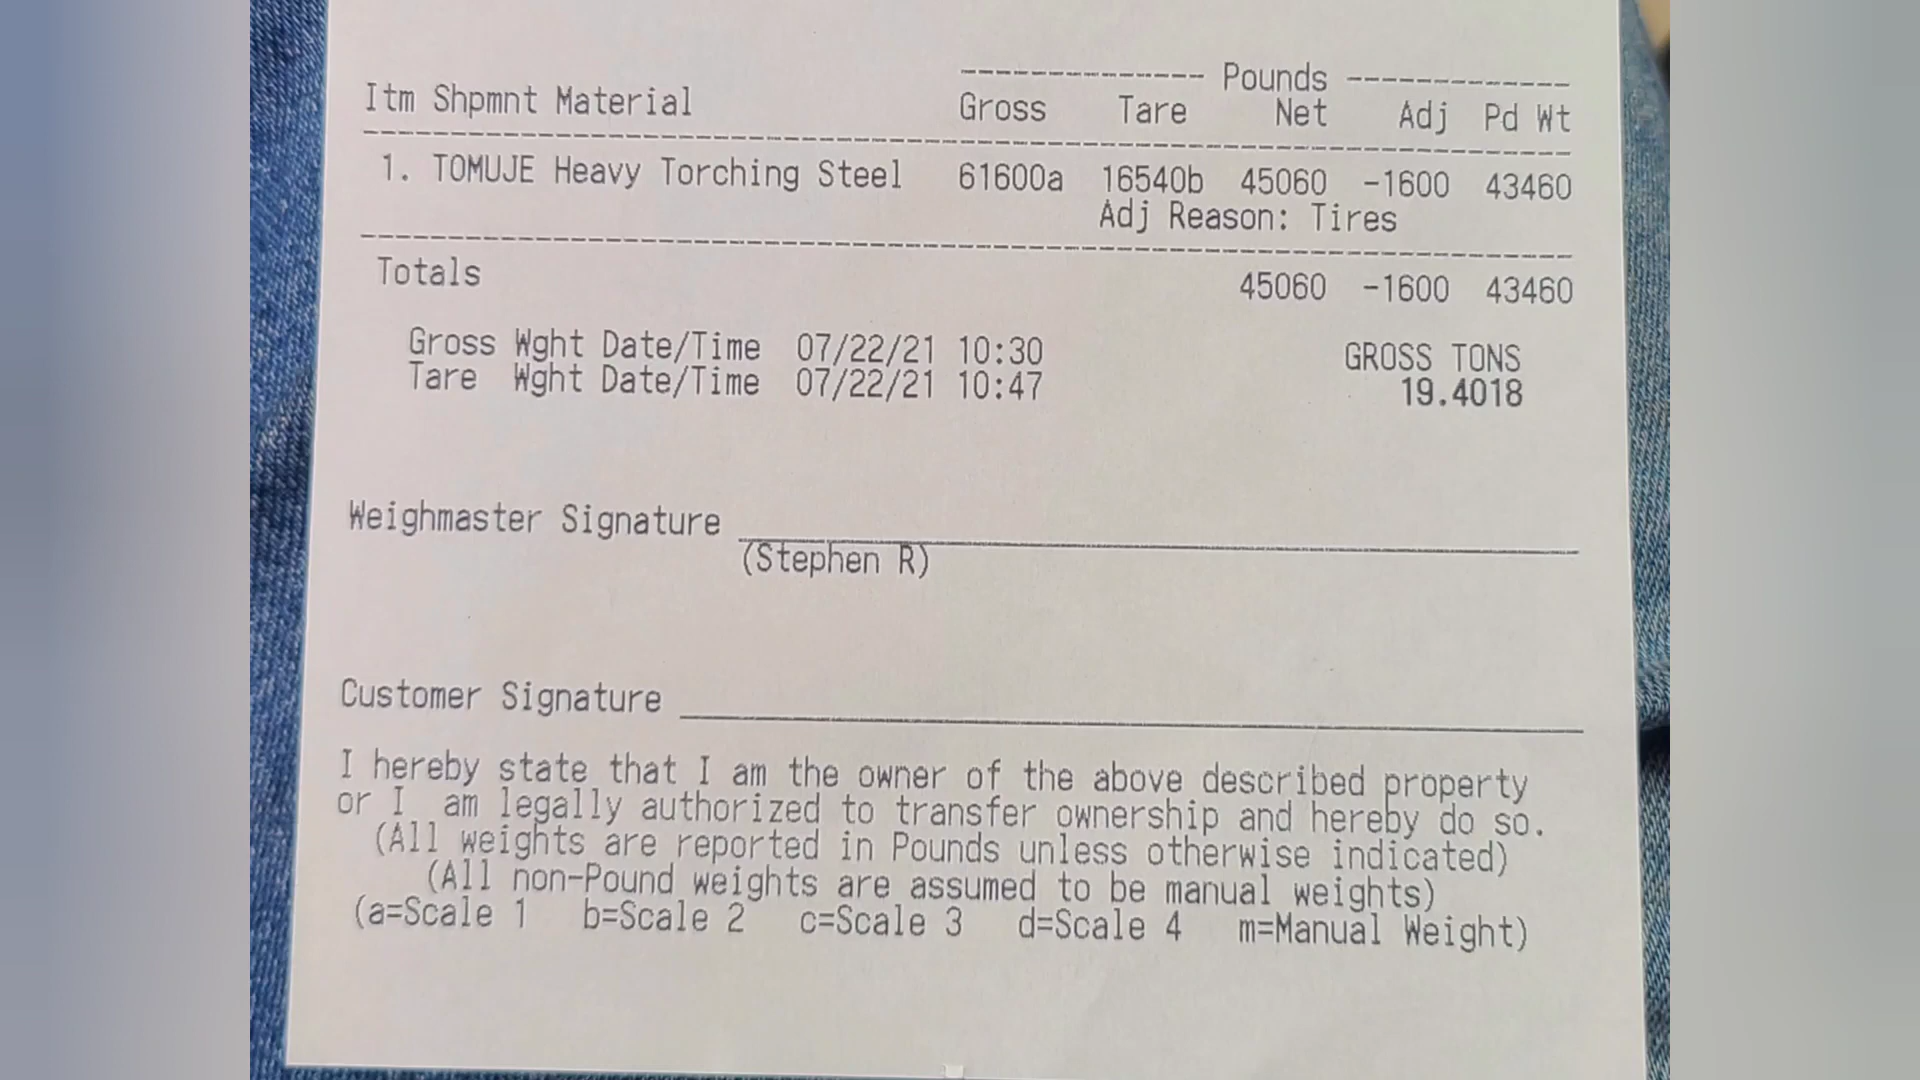 ------------- Pounds ------------
Itm Shpmnt Material Gross Tare Net Adj Pd Wt
1. TOMUJE Heavy Torching Steel 61600a 16540b 45060 -1600 43460
Adj Reason: Tires
Totals 45060 -1600 43460
Gross Wght Date/Time 07/22/21 10:30 GROSS TONS
Tare Wght Date/Time 07/22/21 10:47 19.4018
Weighmaster Signature
(Stephen R)
Customer Signature
I hereby state that I am the owner of the above described property
or I am legally authorized to transfer ownership and hereby do so.
(All weights are reported in Pounds unless otherwise indicated)
(All non-Pound weights are assumed to be manual weights)
(a=Scale 1 b=Scale 2 c=Scale 3 d=Scale 4 m=Manual Weight)